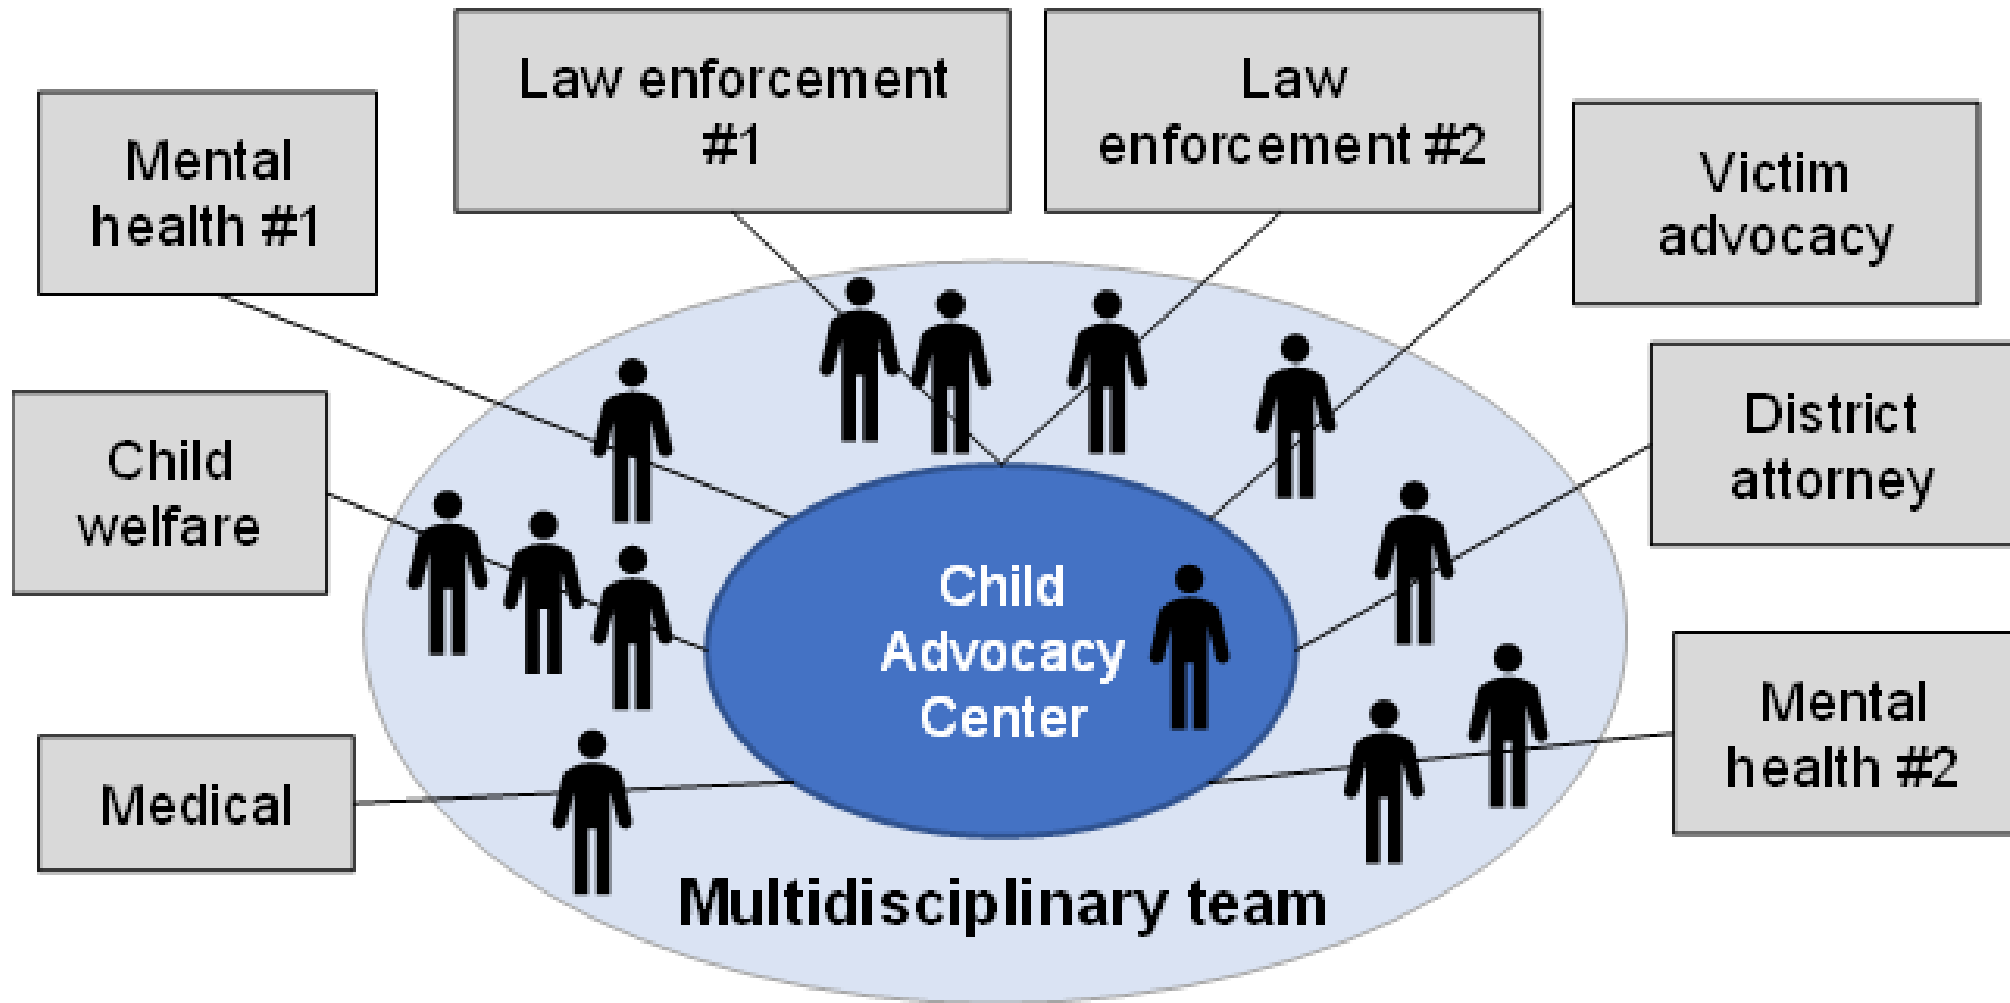 Law enforcement
#1
Law
enforcement #2
Mental
health #1
Victim
advocacy
Child
welfare
District
attorney
Child
Advocacy
Center
Mental
health #2
Medical
Multidisciplinary team